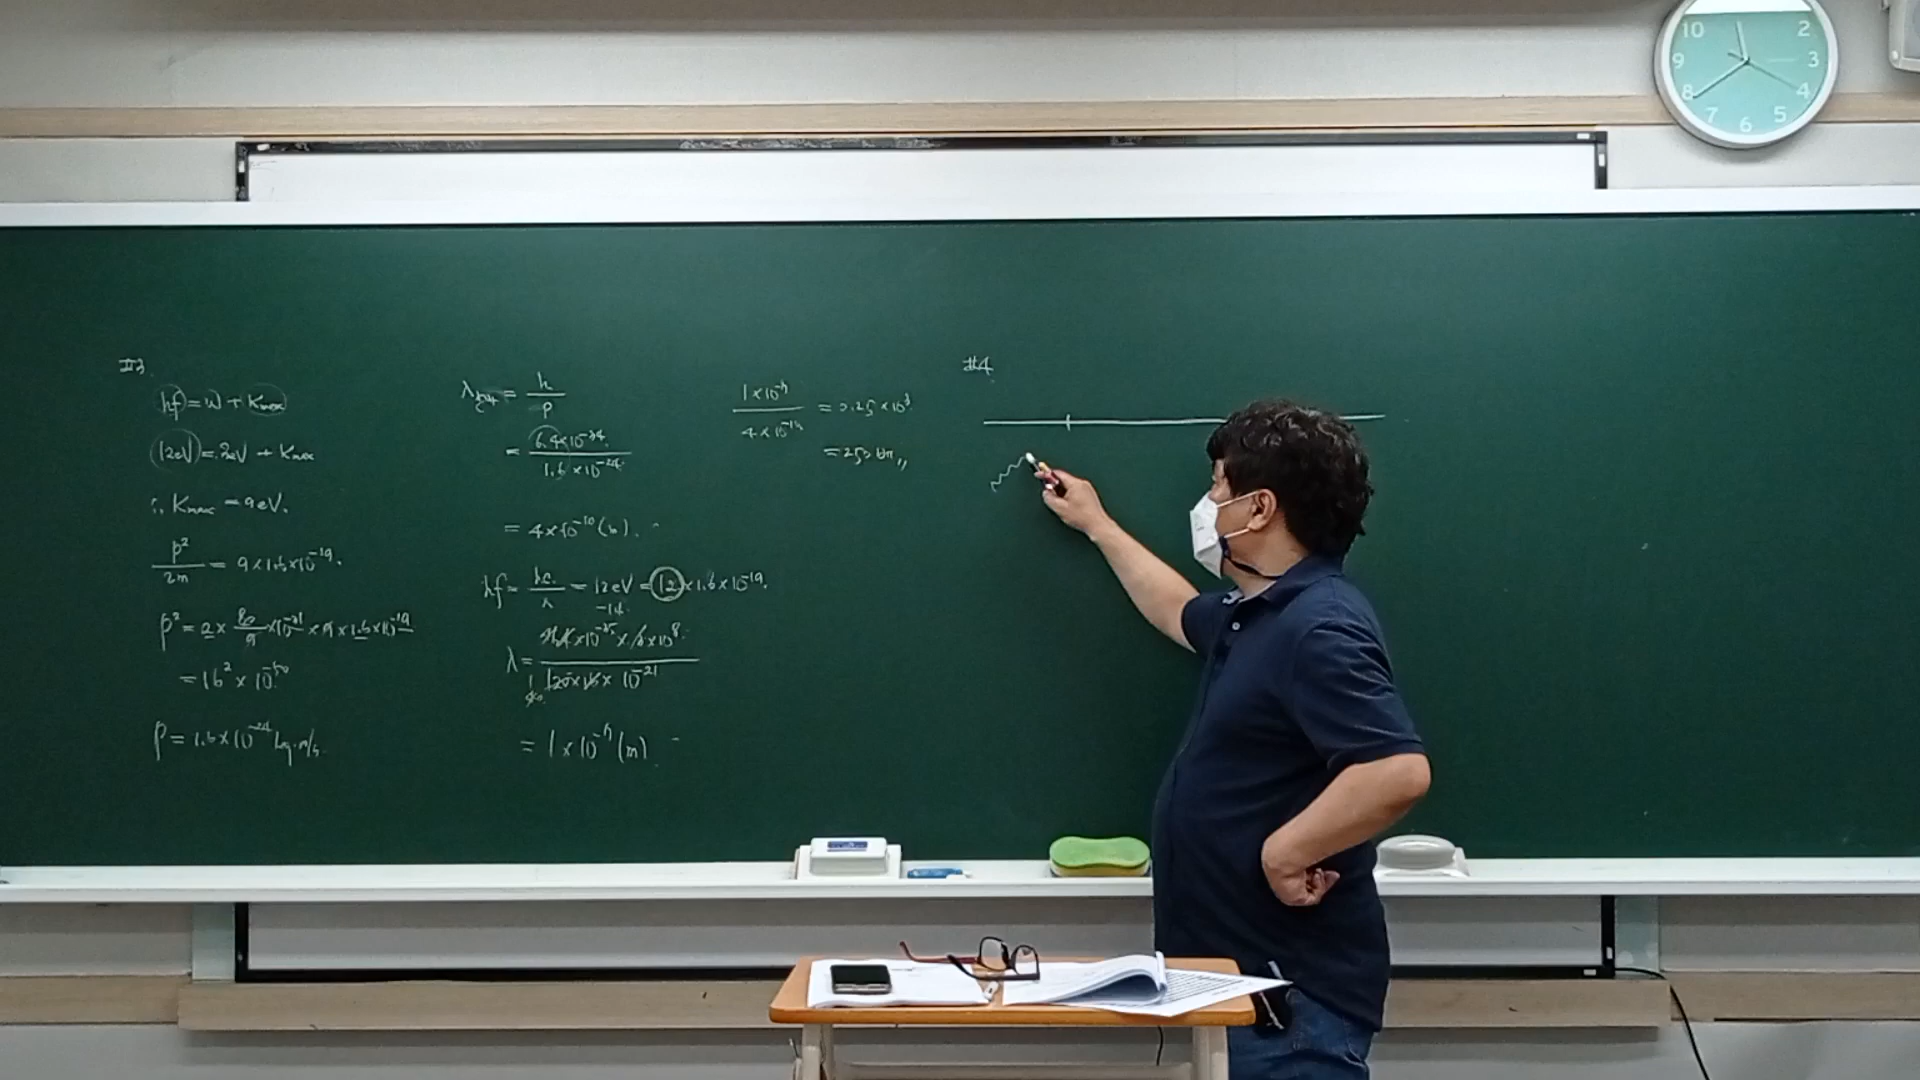 #3.
hf = W + Kmax
12eV = 3eV + Kmax
∴ Kmax = 9eV.
p²/2m = 9 × 1.6 × 10⁻¹⁹.
p² = 2 × 80/9 × 10⁻³¹ × 9 × 1.6 × 10⁻¹⁹
= 16² × 10⁻⁵⁰
p = 1.6 × 10⁻²⁴ kg·m/s.
= h/p
= 6.4×10⁻³⁴/1.6×10⁻²⁴
= 4×10⁻¹⁰ (m).
hf = hc/λ = 12eV = 12 × 1.6 × 10⁻¹⁹.
λ =
= 1 × 10⁻⁷ (m)
1×10⁻⁷/4×10⁻¹⁰ = 0.25 × 10³.
= 250
#4
10 2
9 3
8 4
7 6 5